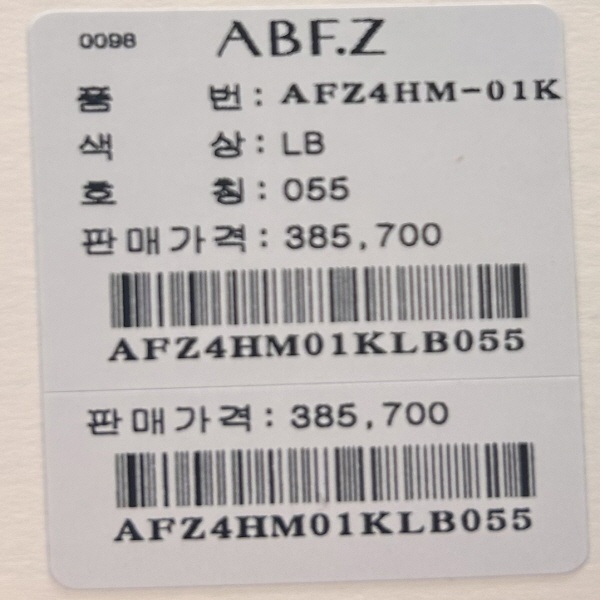 0098 ABF.Z
품 번 : AFZ4HM-01K
색 상 : LB
호 칭 : 055
판매가격 : 385,700
AFZ4HM01KLB055
판매가격 : 385,700
AFZ4HM01KLB055